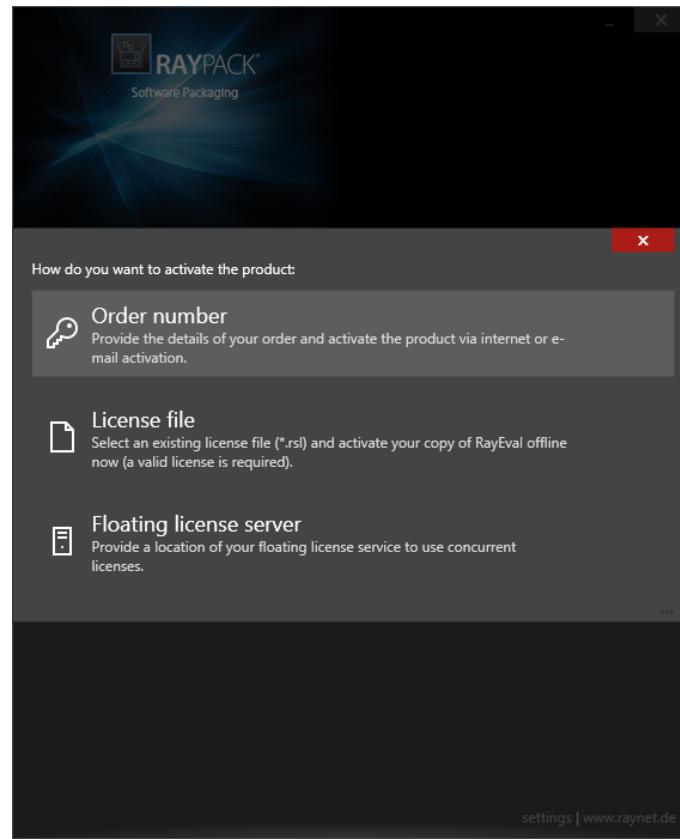 RAYPACK®
Software Packaging
How do you want to activate the product:
Order number
Provide the details of your order and activate the product via internet or e-
mail activation.
License file
Select an existing license file (*.rsl) and activate your copy of RayEval offline
now (a valid license is required).
Floating license server
Provide a location of your floating license service to use concurrent
licenses.
...
settings | www.raynet.de